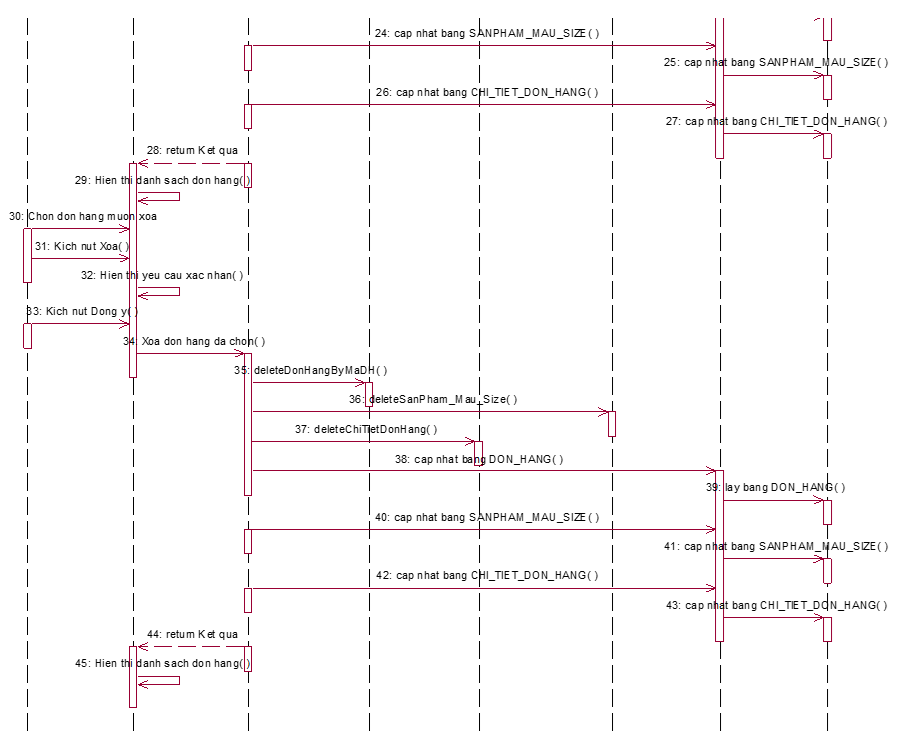 24: cap nhat bang SANPHAM_MAU_SIZE( )
25: cap nhat bang SANPHAM_MAU_SIZE( )
26: cap nhat bang CHI_TIET_DON_HANG( )
27: cap nhat bang CHI_TIET_DON_HANG( )
28: return Ket qua
29: Hien thi danh sach don hang( )
30: Chon don hang muon xoa
31: Kich nut Xoa( )
32: Hien thi yeu cau xac nhan( )
33: Kich nut Dong y( )
34: Xoa don hang da chon( )
35: deleteDonHangByMaDH( )
36: deleteSanPham_Mau_Size( )
37: deleteChiTietDonHang( )
38: cap nhat bang DON_HANG( )
39: lay bang DON_HANG( )
40: cap nhat bang SANPHAM_MAU_SIZE( )
41: cap nhat bang SANPHAM_MAU_SIZE( )
42: cap nhat bang CHI_TIET_DON_HANG( )
43: cap nhat bang CHI_TIET_DON_HANG( )
44: return Ket qua
45: Hien thi danh sach don hang( )